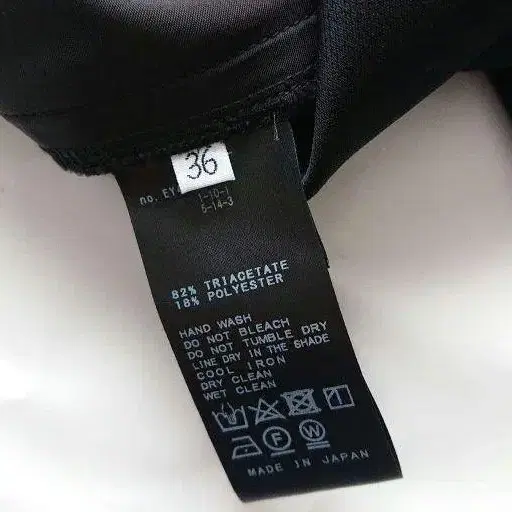 36
no. EY
1-10-1
5-14-3
82% TRIACETATE
18% POLYESTER
HAND WASH
DO NOT BLEACH
DO NOT TUMBLE DRY
LINE DRY IN THE SHADE
COOL IRON
DRY CLEAN
WET CLEAN
F W
MADE IN JAPAN